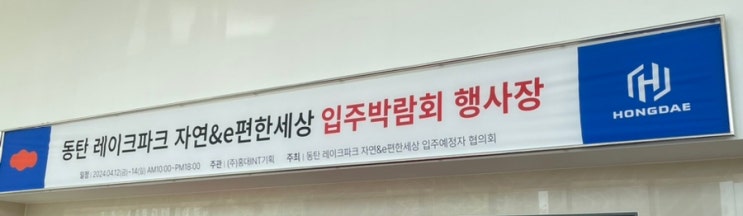 동탄 레이크파크 자연&e편한세상 입주박람회 행사장
일정 : 2024.04.12(금)~14(일) AM10:00~PM18:00 주관 : (주)홍대INT기획 주최 : 동탄 레이크파크 자연&e편한세상 입주예정자 협의회
HONGDAE